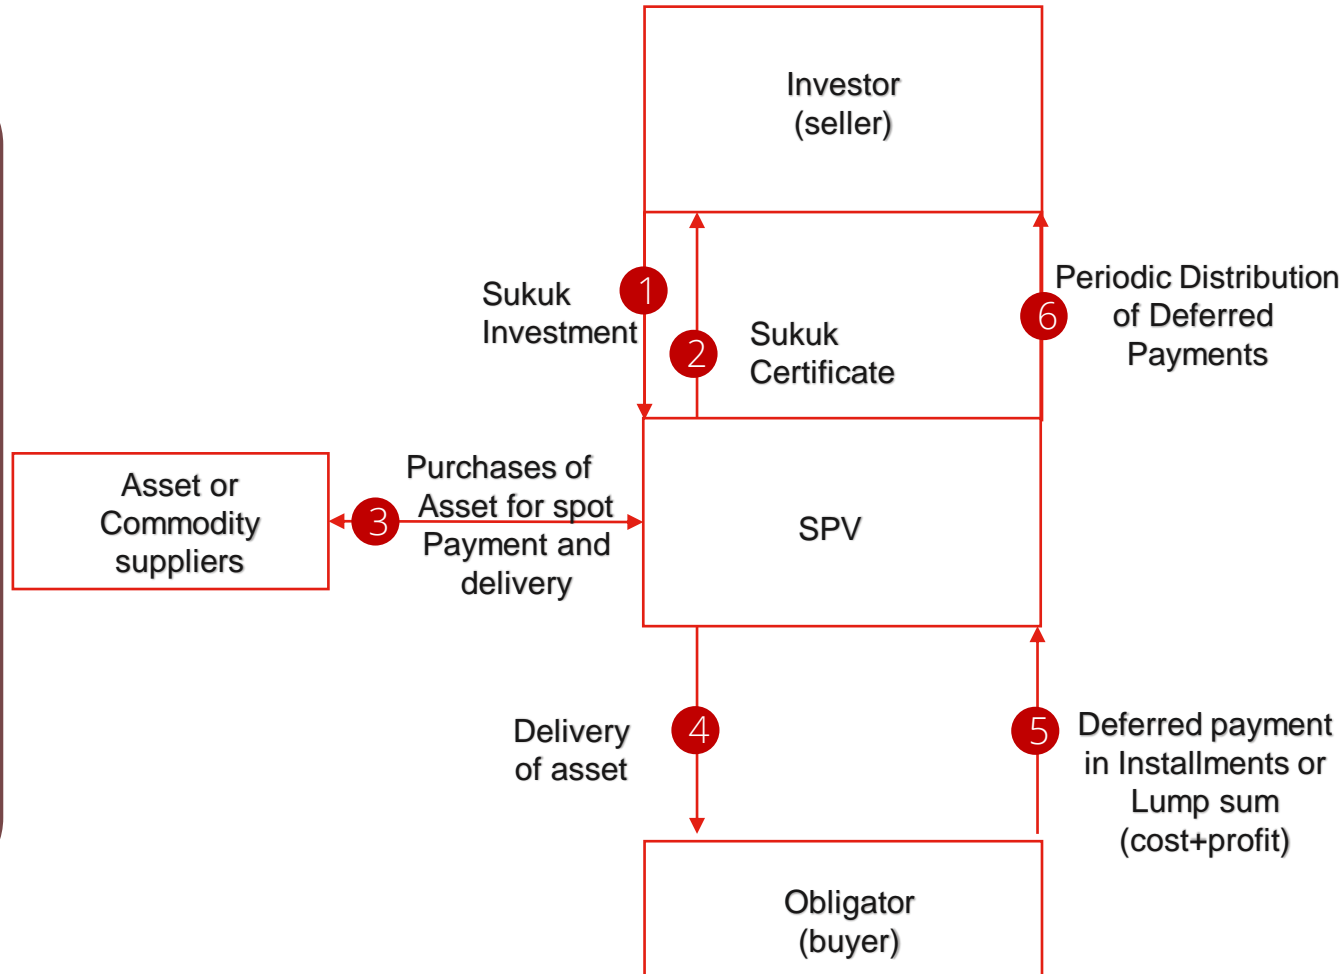 Investor
(seller)
1
Sukuk
Investment
2
Sukuk
Certificate
6
Periodic Distribution
of Deferred
Payments
Asset or
Commodity
suppliers
3
Purchases of
Asset for spot
Payment and
delivery
SPV
4
Delivery
of asset
5
Deferred payment
in Installments or
Lump sum
(cost+profit)
Obligator
(buyer)